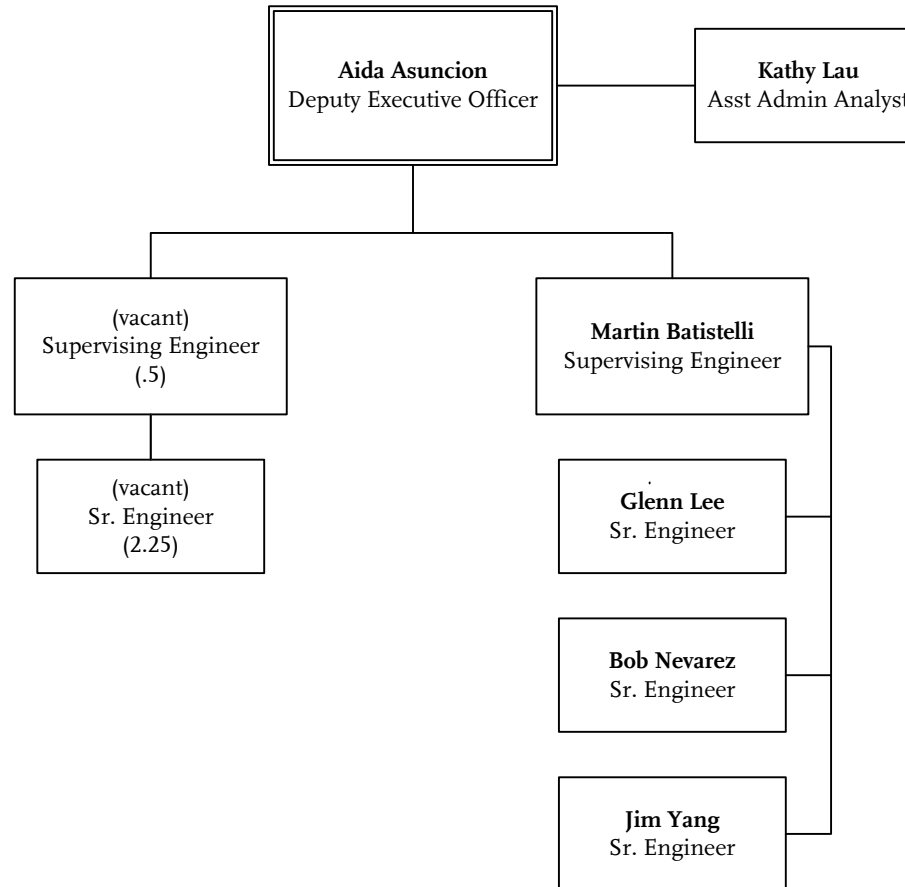 Aida Asuncion
Deputy Executive Officer
Kathy Lau
Asst Admin Analyst
(vacant)
Supervising Engineer
(.5)
Martin Batistelli
Supervising Engineer
(vacant)
Sr. Engineer
(2.25)
Glenn Lee
Sr. Engineer
Bob Nevarez
Sr. Engineer
Jim Yang
Sr. Engineer